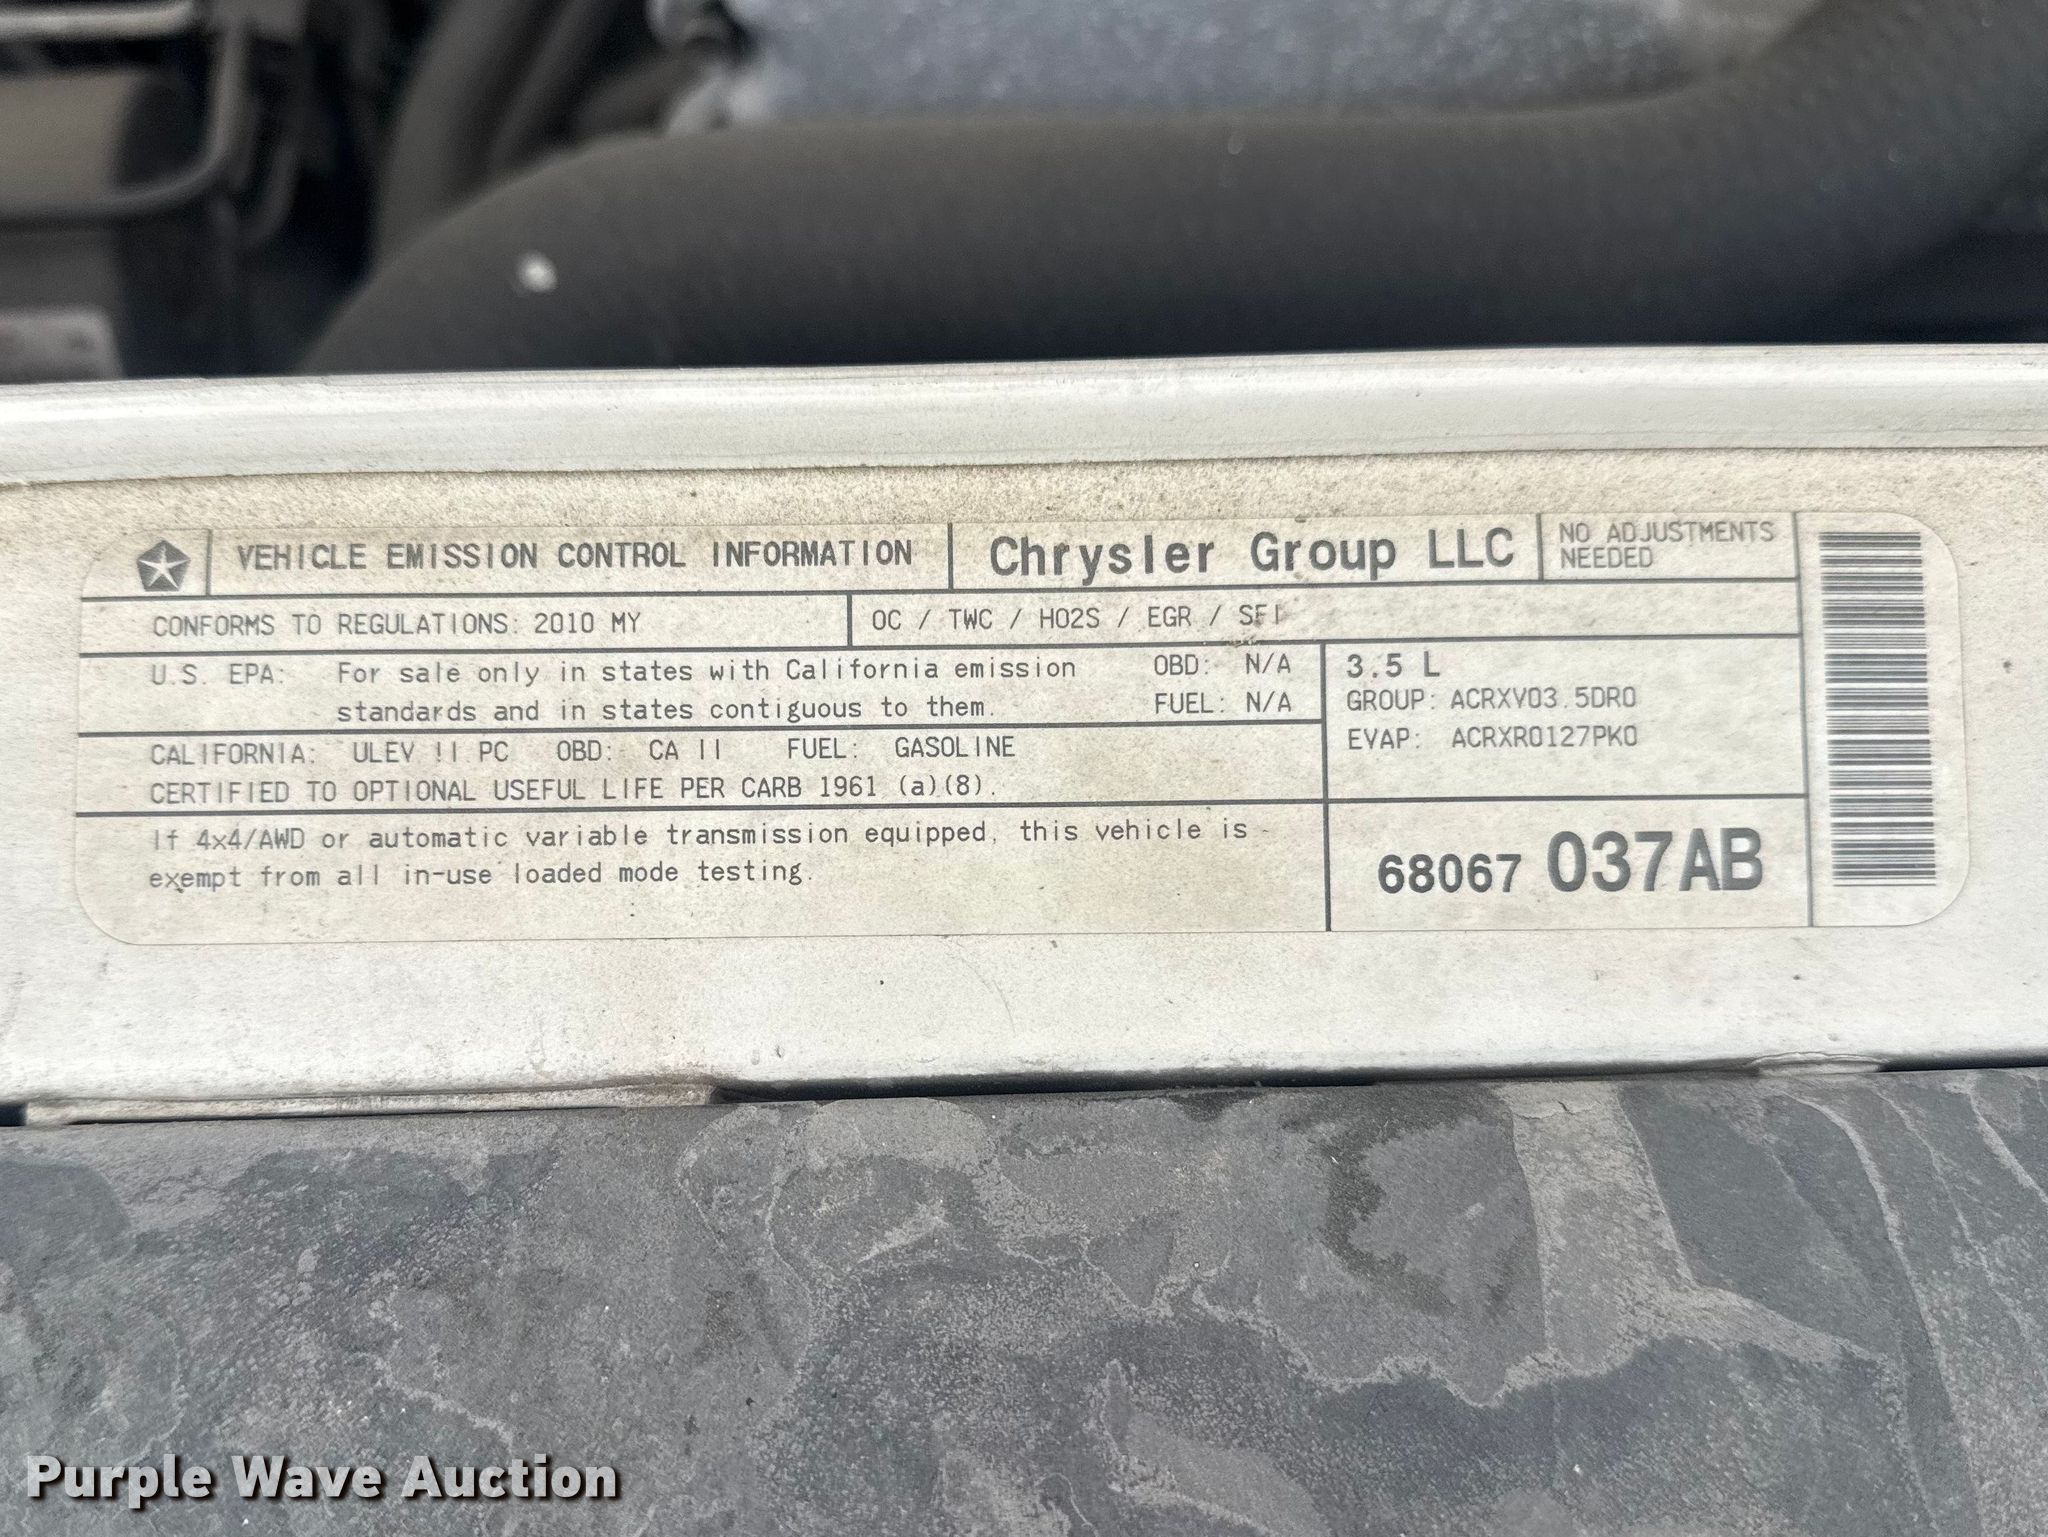 VEHICLE EMISSION CONTROL INFORMATION
Chrysler Group LLC
NO ADJUSTMENTS
NEEDED
CONFORMS TO REGULATIONS: 2010 MY
OC / TWC / HO2S / EGR / SFI
U.S. EPA: For sale only in states with California emission
standards and in states contiguous to them.
OBD: N/A
FUEL: N/A
3.5 L
GROUP: ACRXV03.5DR0
EVAP: ACRXR0127PK0
CALIFORNIA: ULEV II PC OBD: CA II FUEL: GASOLINE
CERTIFIED TO OPTIONAL USEFUL LIFE PER CARB 1961 (a)(8).
If 4x4/AWD or automatic variable transmission equipped, this vehicle is
exempt from all in-use loaded mode testing.
68067 037AB
Purple Wave Auction